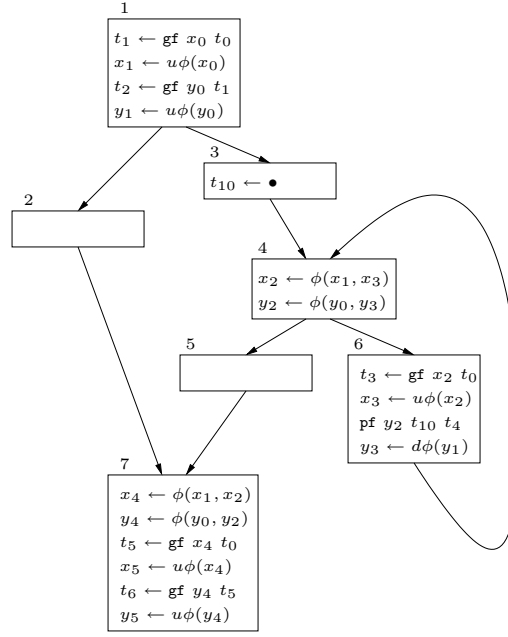 1
t₁ ← gf x₀ t₀
x₁ ← uϕ(x₀)
t₂ ← gf y₀ t₁
y₁ ← uϕ(y₀)
3
t₁₀ ← •
2
4
x₂ ← ϕ(x₁, x₃)
y₂ ← ϕ(y₀, y₃)
5
6
t₃ ← gf x₂ t₀
x₃ ← uϕ(x₂)
pf y₂ t₁₀ t₄
y₃ ← dϕ(y₁)
7
x₄ ← ϕ(x₁, x₂)
y₄ ← ϕ(y₀, y₂)
t₅ ← gf x₄ t₀
x₅ ← uϕ(x₄)
t₆ ← gf y₄ t₅
y₅ ← uϕ(y₄)